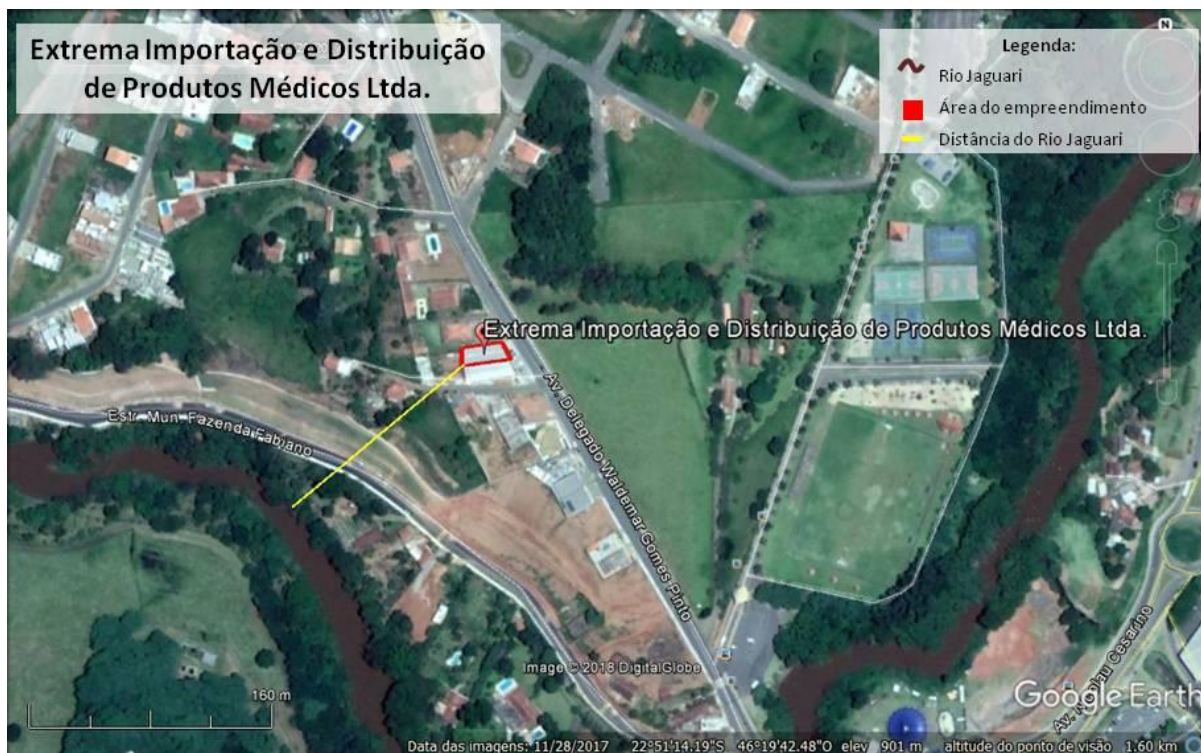 Extrema Importação e Distribuição
de Produtos Médicos Ltda.
N
Legenda:
Rio Jaguari
Área do empreendimento
Distância do Rio Jaguari
Extrema Importação e Distribuição de Produtos Médicos Ltda.
Estr. Mun. Fazenda Fabiano
Av. Delegado Waldemar Gomes Pinto
Image © 2018 DigitalGlobe
160 m
Google Earth
Data das imagens: 11/28/2017 22°51'14.19"S 46°19'42.48"O elev 901 m altitude do ponto de visão 1.60 km